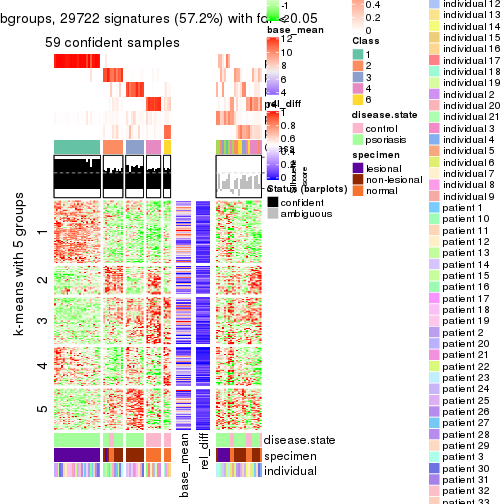 bgroups, 29722 signatures (57.2%) with fdr < 0.05
59 confident samples
k-means with 5 groups
1
2
3
4
5
base_mean
rel_diff
disease.state
specimen
individual
-1
-2
base_mean
12
10
8
6
4
rel_diff
1
0.8
0.6
0.4
0.2
0
Status (barplots)
confident
ambiguous
0.4
0.2
0
Class
1
2
3
4
6
disease.state
control
psoriasis
specimen
lesional
non-lesional
normal
individual 12
individual 13
individual 14
individual 15
individual 16
individual 17
individual 18
individual 19
individual 2
individual 20
individual 21
individual 3
individual 4
individual 5
individual 6
individual 7
individual 8
individual 9
patient 1
patient 10
patient 11
patient 12
patient 13
patient 14
patient 15
patient 16
patient 17
patient 18
patient 19
patient 2
patient 20
patient 21
patient 22
patient 23
patient 24
patient 25
patient 26
patient 27
patient 28
patient 29
patient 3
patient 30
patient 31
patient 32
patient 33